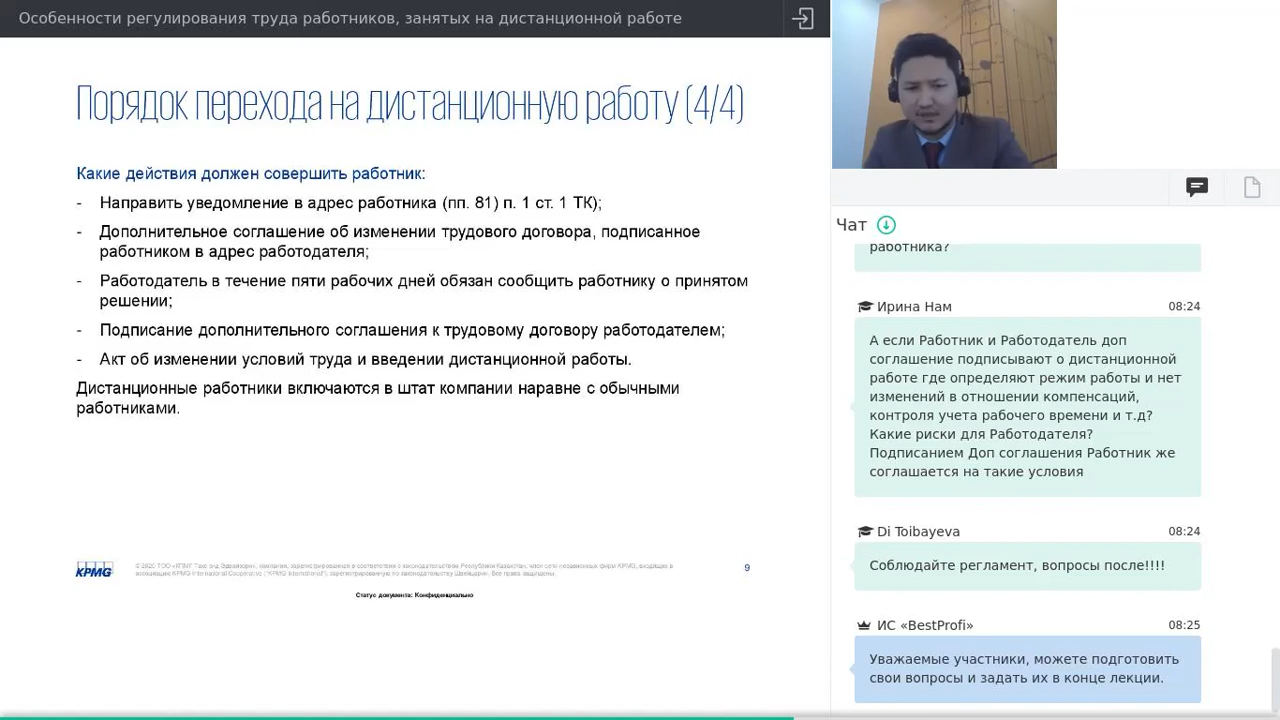 Особенности регулирования труда работников, занятых на дистанционной работе
Порядок перехода на дистанционную работу (4/4)
Какие действия должен совершить работник:
- Направить уведомление в адрес работника (пп. 81) п. 1 ст. 1 ТК);
- Дополнительное соглашение об изменении трудового договора, подписанное
работником в адрес работодателя;
- Работодатель в течение пяти рабочих дней обязан сообщить работнику о принятом
решении;
- Подписание дополнительного соглашения к трудовому договору работодателем;
- Акт об изменении условий труда и введении дистанционной работы.
Дистанционные работники включаются в штат компании наравне с обычными
работниками.
KPMG
9
Статус документа: Конфиденциально
Чат
работника?
Ирина Нам 08:24
А если Работник и Работодатель доп
соглашение подписывают о дистанционной
работе где определяют режим работы и нет
изменений в отношении компенсаций,
контроля учета рабочего времени и т.д?
Какие риски для Работодателя?
Подписанием Доп соглашения Работник же
соглашается на такие условия
Di Toibayeva 08:24
Соблюдайте регламент, вопросы после!!!!
ИС «BestProfi» 08:25
Уважаемые участники, можете подготовить
свои вопросы и задать их в конце лекции.